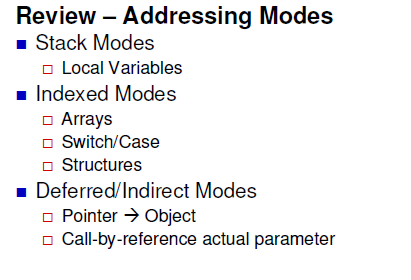 Review – Addressing Modes
Stack Modes
Local Variables
Indexed Modes
Arrays
Switch/Case
Structures
Deferred/Indirect Modes
Pointer → Object
Call-by-reference actual parameter